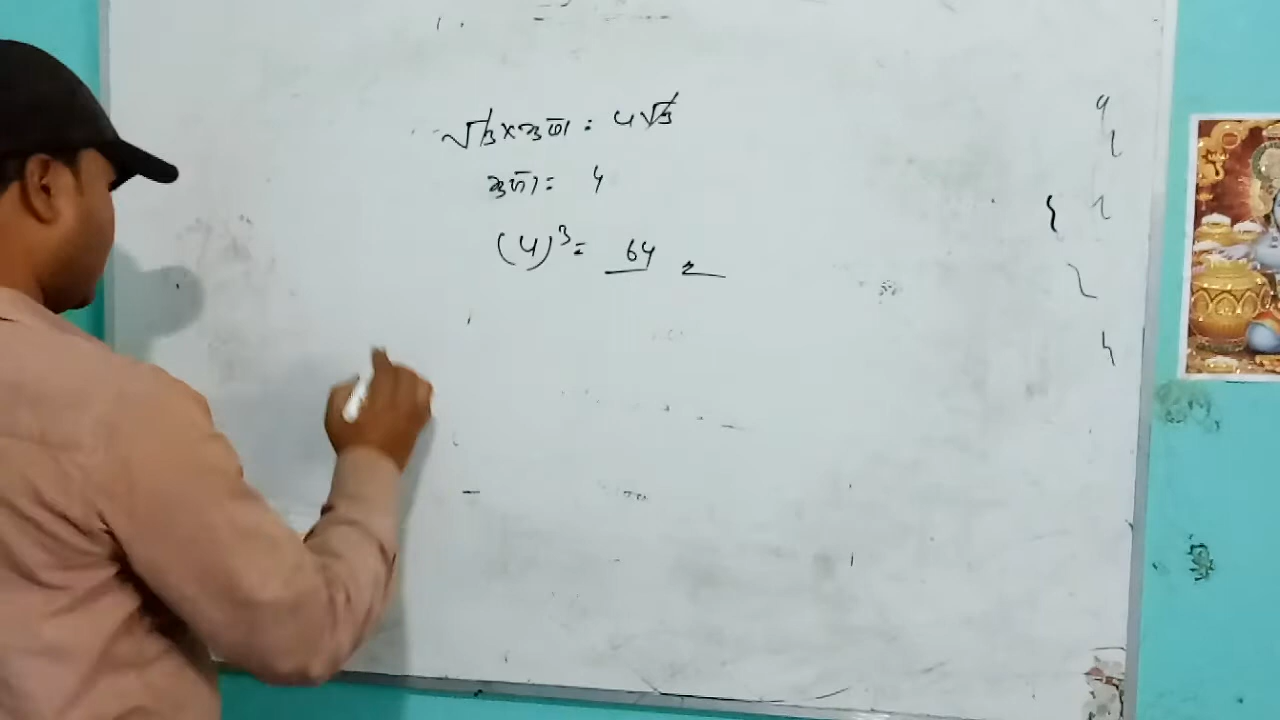 √3 × भुजा = 4√3
भुजा = 4
(4)³ = 64